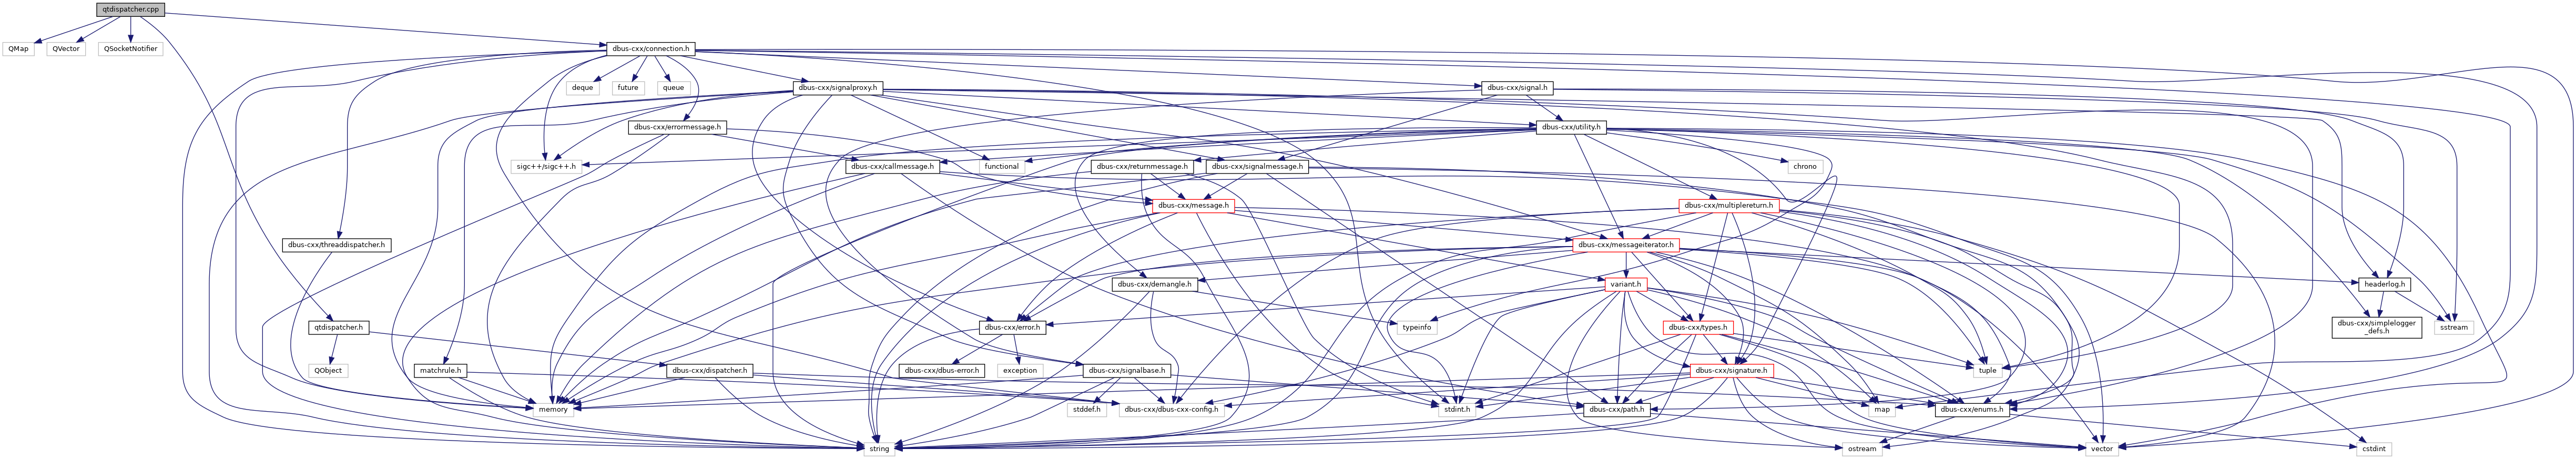 qtdispatcher.cpp
QMap
QVector
QSocketNotifier
dbus-cxx/connection.h
deque
future
queue
dbus-cxx/signalproxy.h
dbus-cxx/signal.h
dbus-cxx/errormessage.h
dbus-cxx/utility.h
sigc++/sigc++.h
dbus-cxx/callmessage.h
functional
dbus-cxx/returnmessage.h
dbus-cxx/signalmessage.h
chrono
dbus-cxx/message.h
dbus-cxx/multiplereturn.h
dbus-cxx/threaddispatcher.h
dbus-cxx/messageiterator.h
dbus-cxx/demangle.h
variant.h
headerlog.h
qtdispatcher.h
dbus-cxx/error.h
typeinfo
dbus-cxx/types.h
dbus-cxx/simplelogger
_defs.h
sstream
QObject
matchrule.h
dbus-cxx/dispatcher.h
dbus-cxx/dbus-error.h
exception
dbus-cxx/signalbase.h
dbus-cxx/signature.h
tuple
memory
stddef.h
dbus-cxx/dbus-cxx-config.h
stdint.h
dbus-cxx/path.h
map
dbus-cxx/enums.h
string
ostream
vector
cstdint